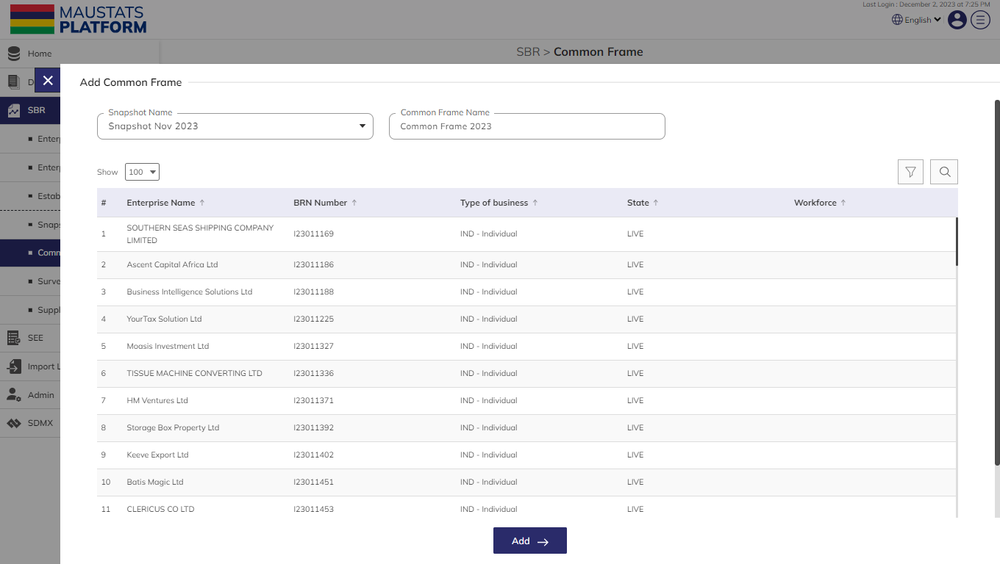 Last Login : December 2, 2023 at 7:25 PM
MAUSTATS
PLATFORM
English
Home
SBR > Common Frame
D
Add Common Frame
SBR
Snapshot Name
Snapshot Nov 2023
Common Frame Name
Common Frame 2023
Enter
Enter
Estab
Snaps
Comm
Surve
Suppl
SEE
Import L
Admin
SDMX
Show 100
# Enterprise Name BRN Number Type of business State Workforce
1 SOUTHERN SEAS SHIPPING COMPANY LIMITED I23011169 IND - Individual LIVE
2 Ascent Capital Africa Ltd I23011186 IND - Individual LIVE
3 Business Intelligence Solutions Ltd I23011188 IND - Individual LIVE
4 YourTax Solution Ltd I23011225 IND - Individual LIVE
5 Moasis Investment Ltd I23011327 IND - Individual LIVE
6 TISSUE MACHINE CONVERTING LTD I23011336 IND - Individual LIVE
7 HM Ventures Ltd I23011371 IND - Individual LIVE
8 Storage Box Property Ltd I23011392 IND - Individual LIVE
9 Keeve Export Ltd I23011402 IND - Individual LIVE
10 Batis Magic Ltd I23011451 IND - Individual LIVE
11 CLERICUS CO LTD I23011453 IND - Individual LIVE
Add